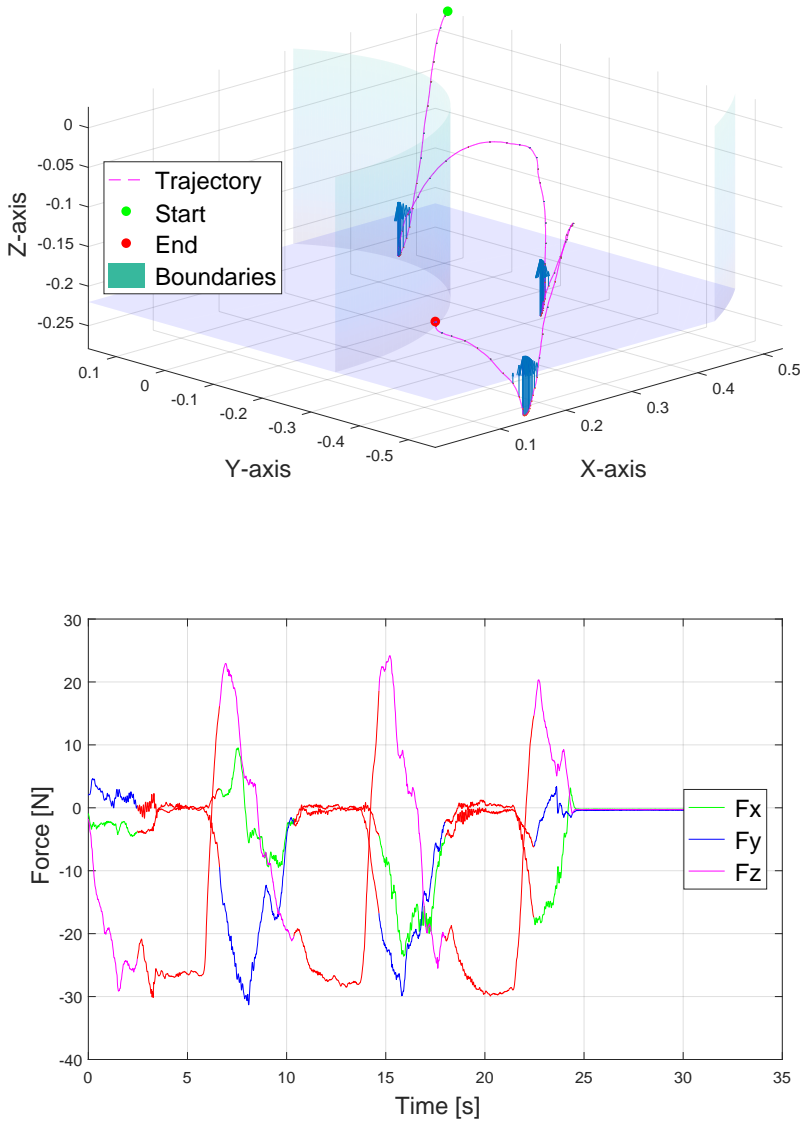 0
-0.05
-0.1
-0.15
-0.2
-0.25
Z-axis
Trajectory
Start
End
Boundaries
0.1
0
-0.1
-0.2
-0.3
-0.4
-0.5
Y-axis
0.1
0.2
0.3
0.4
0.5
X-axis
30
20
10
0
-10
-20
-30
-40
Force [N]
Fx
Fy
Fz
0 5 10 15 20 25 30 35
Time [s]